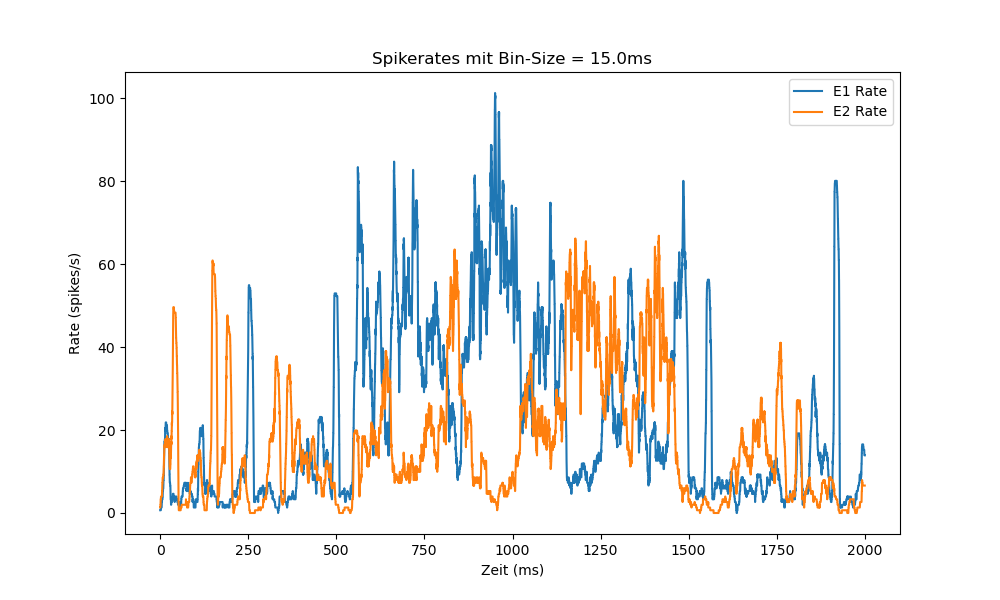 Spikerates mit Bin-Size = 15.0ms
E1 Rate
E2 Rate
Rate (spikes/s)
100
80
60
40
20
0
0 250 500 750 1000 1250 1500 1750 2000
Zeit (ms)